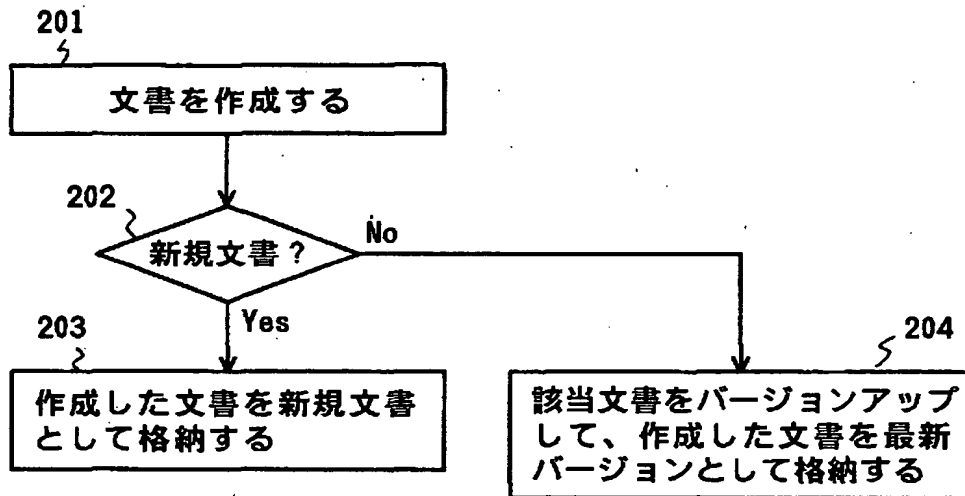 201
文書を作成する
202
新規文書?
No
Yes
203
作成した文書を新規文書
として格納する
204
該当文書をバージョンアップ
して、作成した文書を最新
バージョンとして格納する